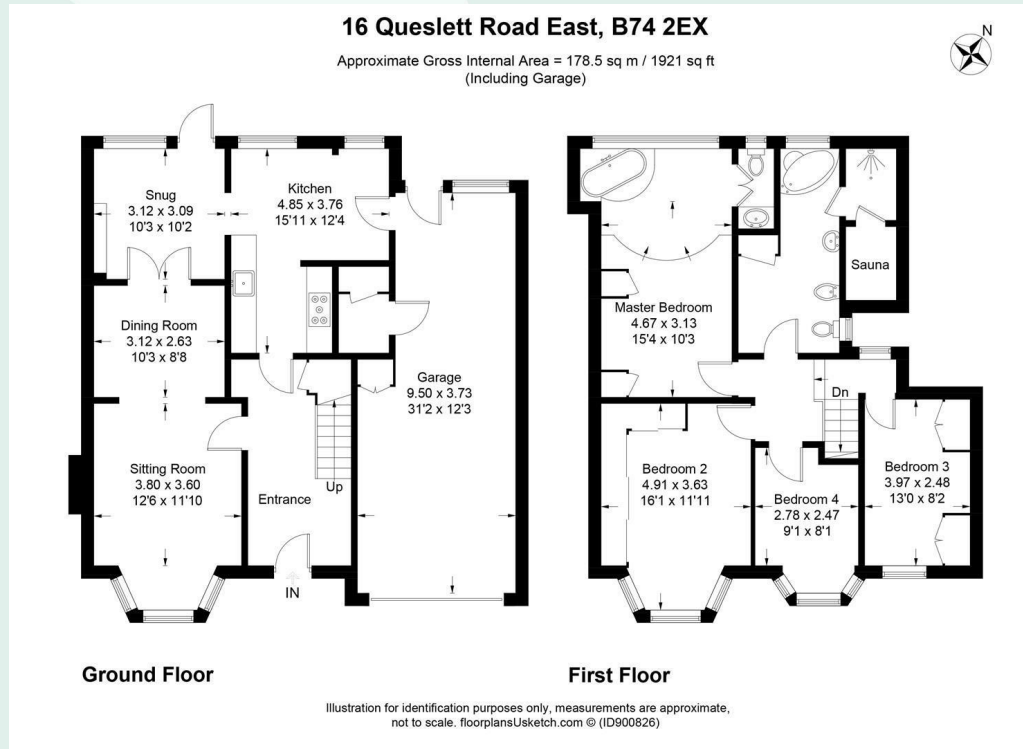 16 Queslett Road East, B74 2EX
Approximate Gross Internal Area = 178.5 sq m / 1921 sq ft
(Including Garage)
N
Snug
3.12 x 3.09
10'3 x 10'2
Kitchen
4.85 x 3.76
15'11 x 12'4
Dining Room
3.12 x 2.63
10'3 x 8'8
Garage
9.50 x 3.73
31'2 x 12'3
Sitting Room
3.80 x 3.60
12'6 x 11'10
Up
Entrance
IN
Sauna
Master Bedroom
4.67 x 3.13
15'4 x 10'3
Dn
Bedroom 2
4.91 x 3.63
16'1 x 11'11
Bedroom 4
2.78 x 2.47
9'1 x 8'1
Bedroom 3
3.97 x 2.48
13'0 x 8'2
Ground Floor
First Floor
Illustration for identification purposes only, measurements are approximate,
not to scale. floorplansUsketch.com © (ID900826)